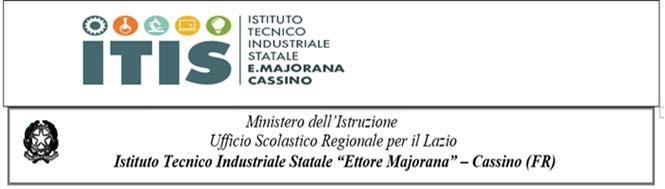 ITIS
ISTITUTO
TECNICO
INDUSTRIALE
STATALE
E.MAJORANA
CASSINO
Ministero dell’Istruzione
Ufficio Scolastico Regionale per il Lazio
Istituto Tecnico Industriale Statale “Ettore Majorana” – Cassino (FR)